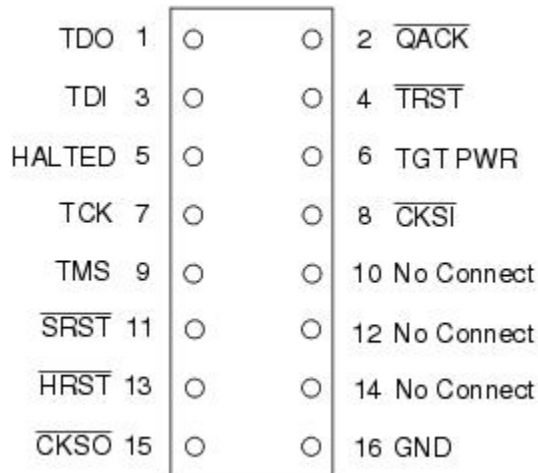 TDO 1 2 QACK
TDI 3 4 TRST
HALTED 5 6 TGT PWR
TCK 7 8 CKSI
TMS 9 10 No Connect
SRST 11 12 No Connect
HRST 13 14 No Connect
CKSO 15 16 GND